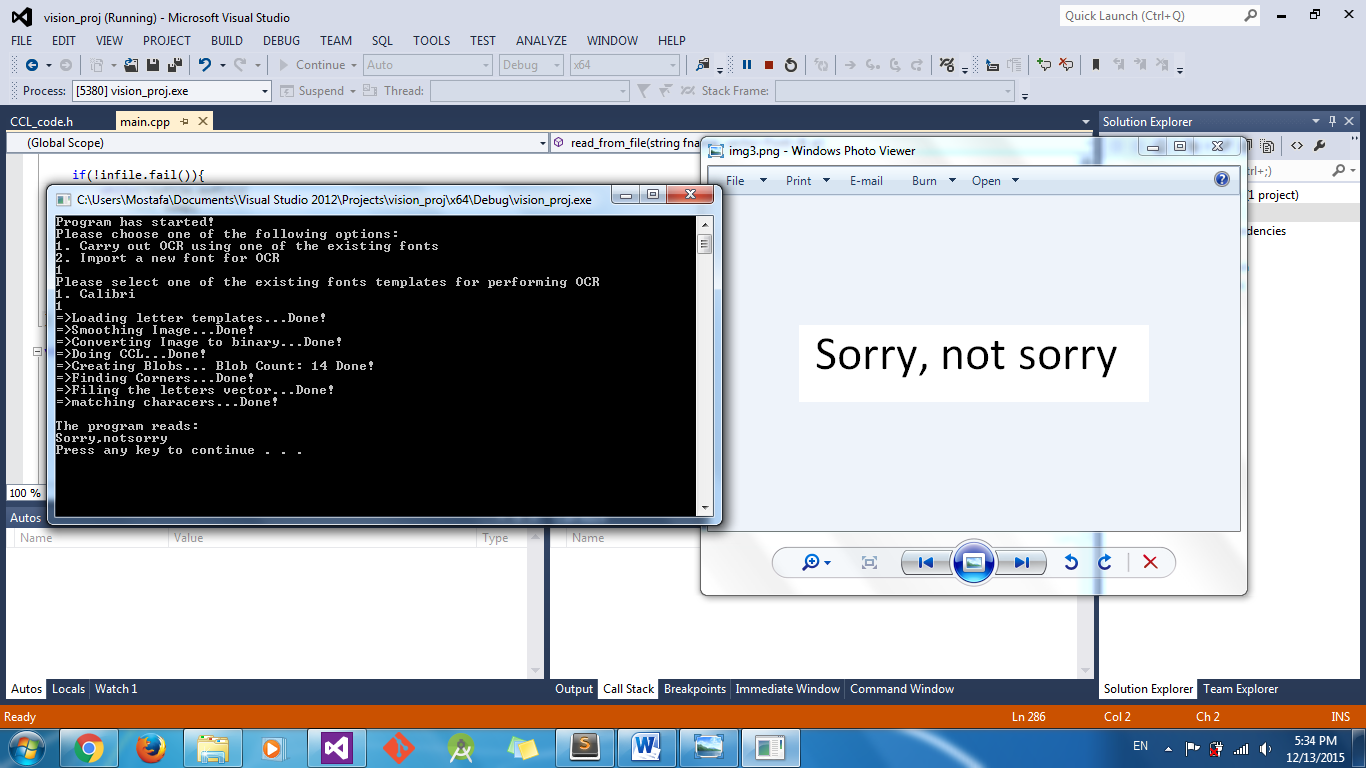 vision_proj (Running) - Microsoft Visual Studio
Quick Launch (Ctrl+Q)
FILE EDIT VIEW PROJECT BUILD DEBUG TEAM SQL TOOLS TEST ANALYZE WINDOW HELP
Continue Auto Debug x64
Process: [5380] vision_proj.exe Suspend Thread: Stack Frame:
CCL_code.h main.cpp Solution Explorer
(Global Scope) read_from_file(string fna
img3.png - Windows Photo Viewer
if(!infile.fail()){
File Print E-mail Burn Open
C:\Users\Mostafa\Documents\Visual Studio 2012\Projects\vision_proj\x64\Debug\vision_proj.exe
1 project)
dencies
Program has started!
Please choose one of the following options:
1. Carry out OCR using one of the existing fonts
2. Import a new font for OCR
1
Please select one of the existing fonts templates for performing OCR
1. Calibri
1
=>Loading letter templates...Done!
=>Smoothing Image...Done!
=>Converting Image to binary...Done!
=>Doing CCL...Done!
=>Creating Blobs... Blob Count: 14 Done!
=>Finding Corners...Done!
=>Filing the letters vector...Done!
=>matching characers...Done!
The program reads:
Sorry,notsorry
Press any key to continue . . .
Sorry, not sorry
100 %
Autos
Name Value Type Name
Autos Locals Watch 1 Output Call Stack Breakpoints Immediate Window Command Window Solution Explorer Team Explorer
Ready Ln 286 Col 2 Ch 2 INS
EN 5:34 PM
12/13/2015